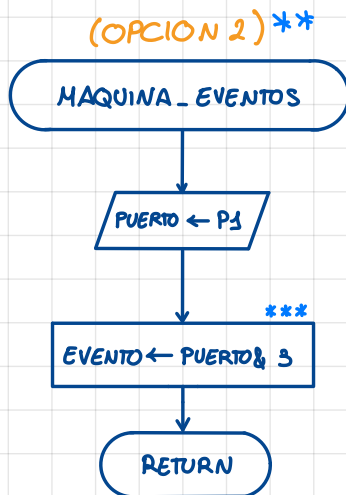 (OPCION 2) **
MAQUINA_EVENTOS
PUERTO ← P1
***
EVENTO ← PUERTO & 3
RETURN